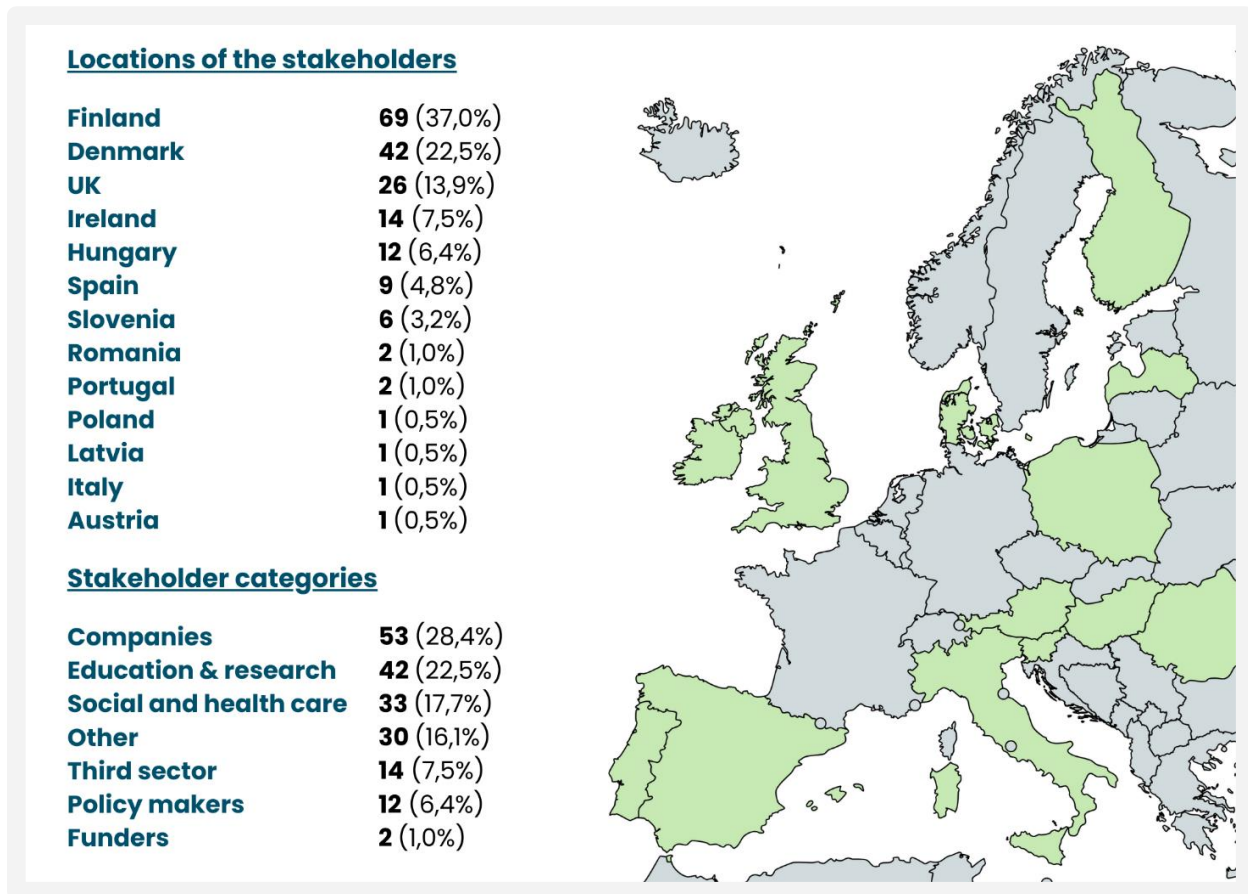 Locations of the stakeholders
Finland 69 (37,0%)
Denmark 42 (22,5%)
UK 26 (13,9%)
Ireland 14 (7,5%)
Hungary 12 (6,4%)
Spain 9 (4,8%)
Slovenia 6 (3,2%)
Romania 2 (1,0%)
Portugal 2 (1,0%)
Poland 1 (0,5%)
Latvia 1 (0,5%)
Italy 1 (0,5%)
Austria 1 (0,5%)
Stakeholder categories
Companies 53 (28,4%)
Education & research 42 (22,5%)
Social and health care 33 (17,7%)
Other 30 (16,1%)
Third sector 14 (7,5%)
Policy makers 12 (6,4%)
Funders 2 (1,0%)